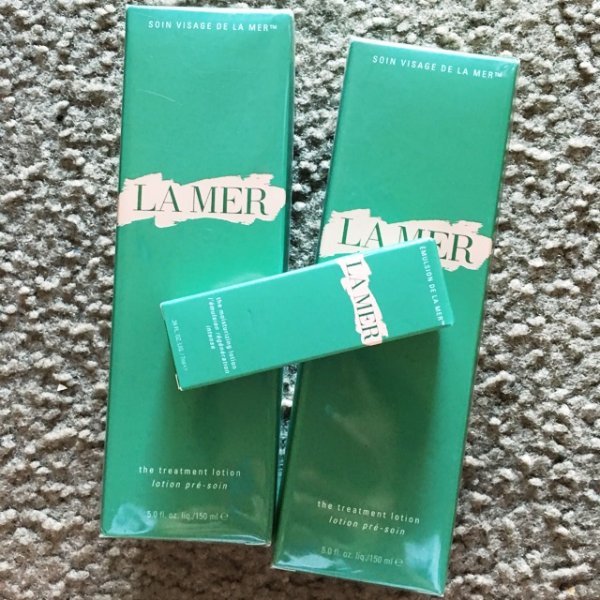 SOIN VISAGE DE LA MER™
LA MER
the treatment lotion
lotion pré-soin
5.0 fl. oz. liq./150 ml ℮
SOIN VISAGE DE LA MER™
LA MER
the treatment lotion
lotion pré-soin
5.0 fl. oz. liq./150 ml ℮
ÉMULSION DE LA MER™
LA MER
the moisturizing lotion
l'émulsion régénération
intense